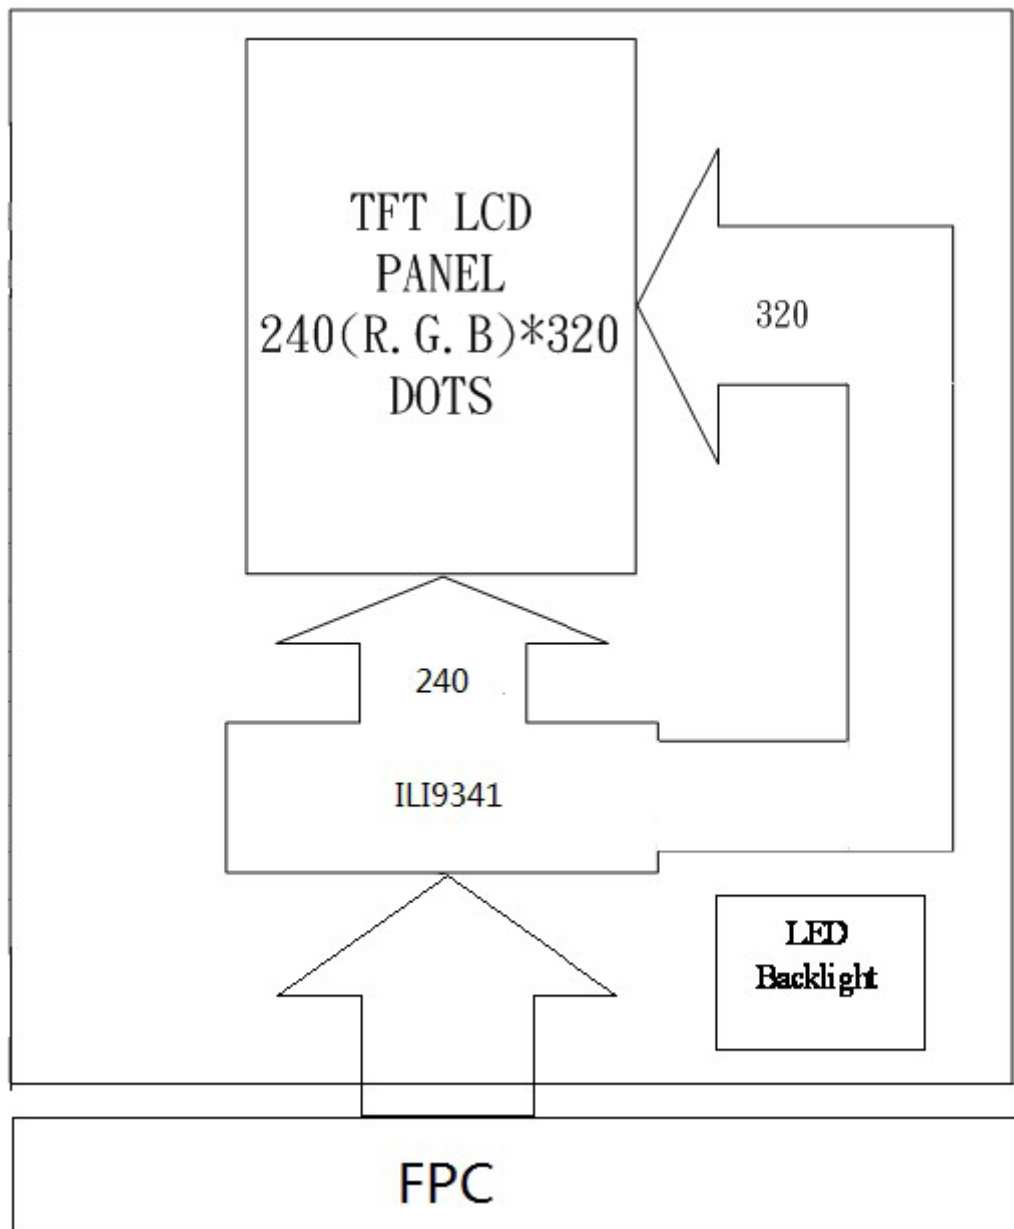 TFT LCD
PANEL
240(R.G.B)*320
DOTS
320
240
ILI9341
LED
Backlight
FPC